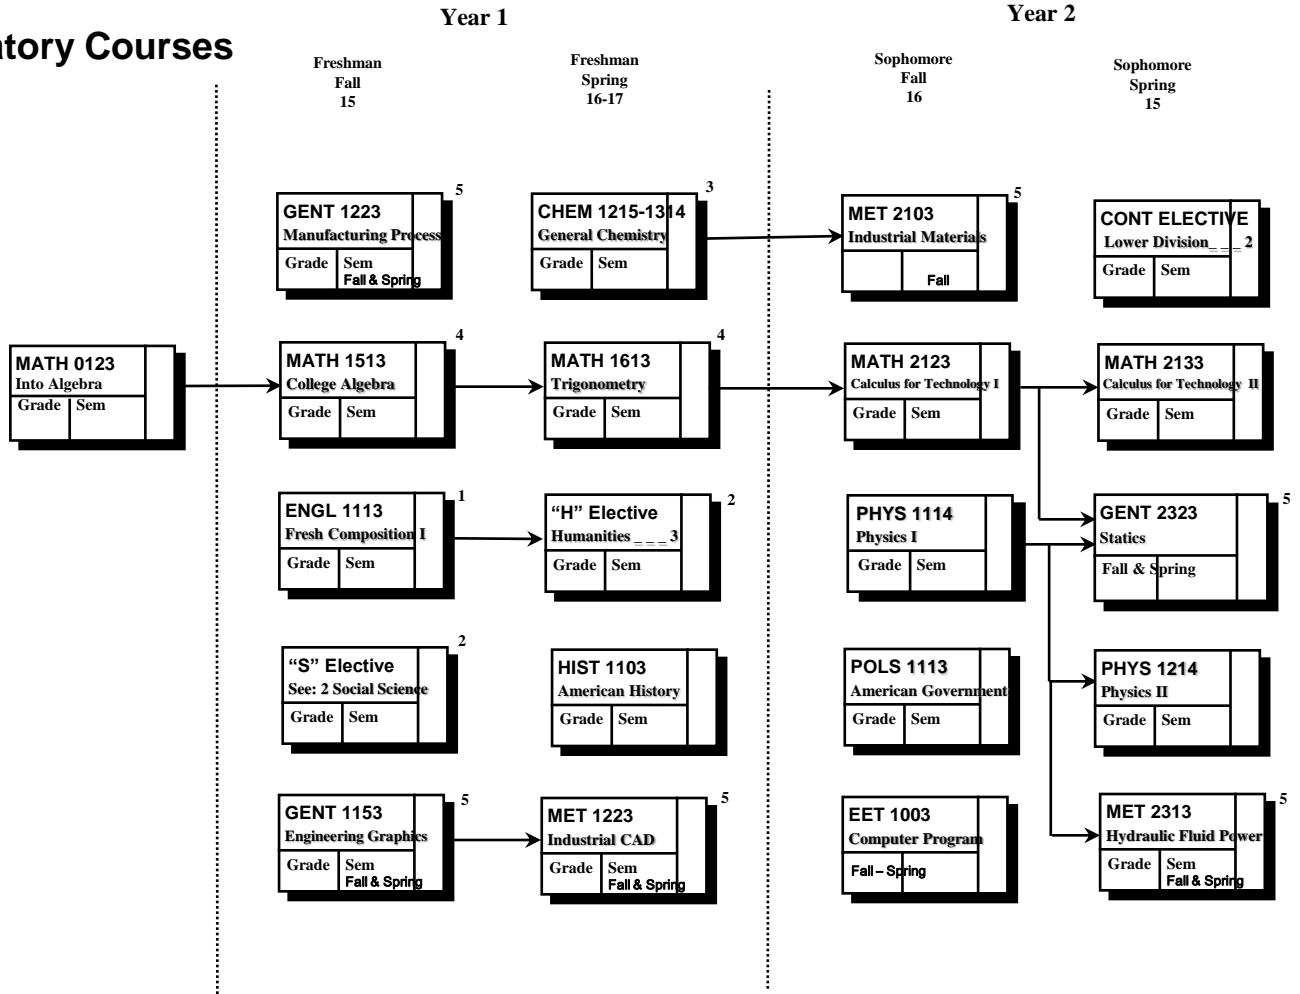 Year 1
Year 2
atory Courses
Freshman
Fall
15
Freshman
Spring
16-17
Sophomore
Fall
16
Sophomore
Spring
15
5
GENT 1223
Manufacturing Process
Grade Sem
Fall & Spring
3
CHEM 1215-1314
General Chemistry
Grade Sem
5
MET 2103
Industrial Materials
Fall
CONT ELECTIVE
Lower Division_ _ _ 2
Grade Sem
MATH 0123
Into Algebra
Grade Sem
4
MATH 1513
College Algebra
Grade Sem
4
MATH 1613
Trigonometry
Grade Sem
MATH 2123
Calculus for Technology I
Grade Sem
MATH 2133
Calculus for Technology II
Grade Sem
1
ENGL 1113
Fresh Composition I
Grade Sem
2
“H” Elective
Humanities _ _ _ 3
Grade Sem
PHYS 1114
Physics I
Grade Sem
5
GENT 2323
Statics
Fall & Spring
2
“S” Elective
See: 2 Social Science
Grade Sem
HIST 1103
American History
Grade Sem
POLS 1113
American Government
Grade Sem
PHYS 1214
Physics II
Grade Sem
5
GENT 1153
Engineering Graphics
Grade Sem
Fall & Spring
5
MET 1223
Industrial CAD
Grade Sem
Fall & Spring
EET 1003
Computer Program
Fall – Spring
5
MET 2313
Hydraulic Fluid Power
Grade Sem
Fall & Spring